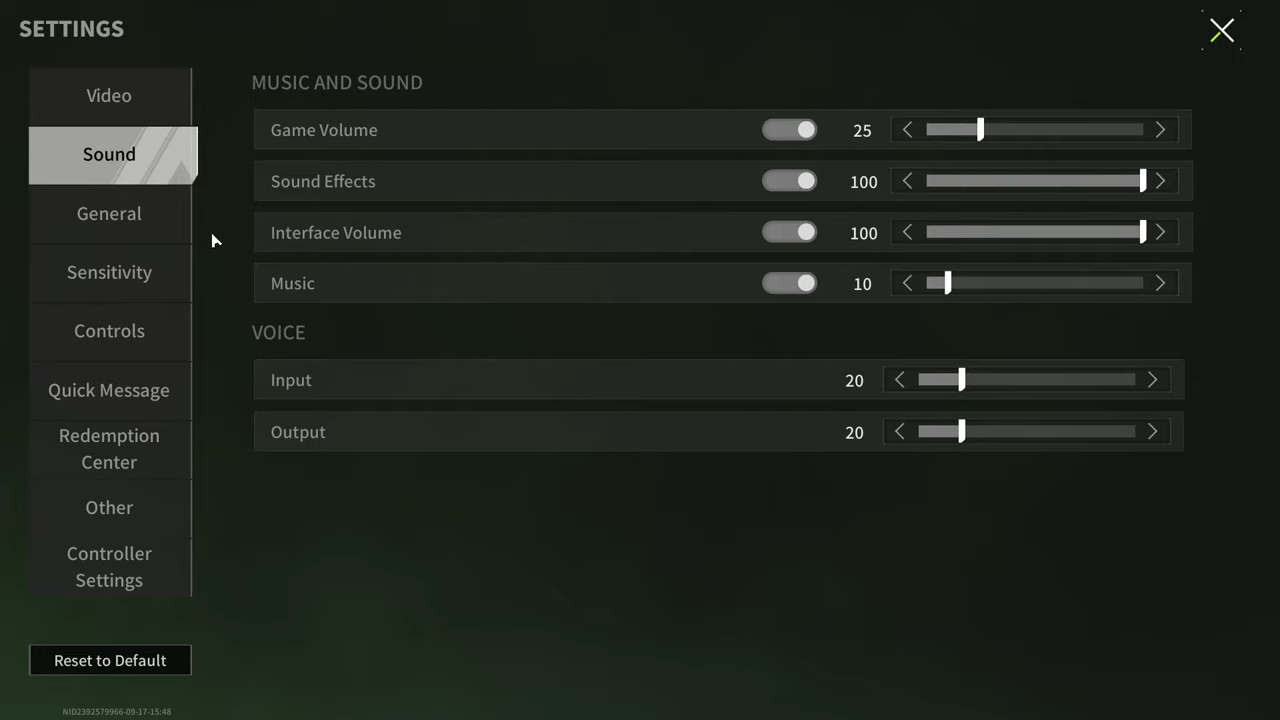 SETTINGS
Video
Sound
General
Sensitivity
Controls
Quick Message
Redemption
Center
Other
Controller
Settings
Reset to Default
NID2392579966-09-17-15:48
MUSIC AND SOUND
Game Volume 25
Sound Effects 100
Interface Volume 100
Music 10
VOICE
Input 20
Output 20